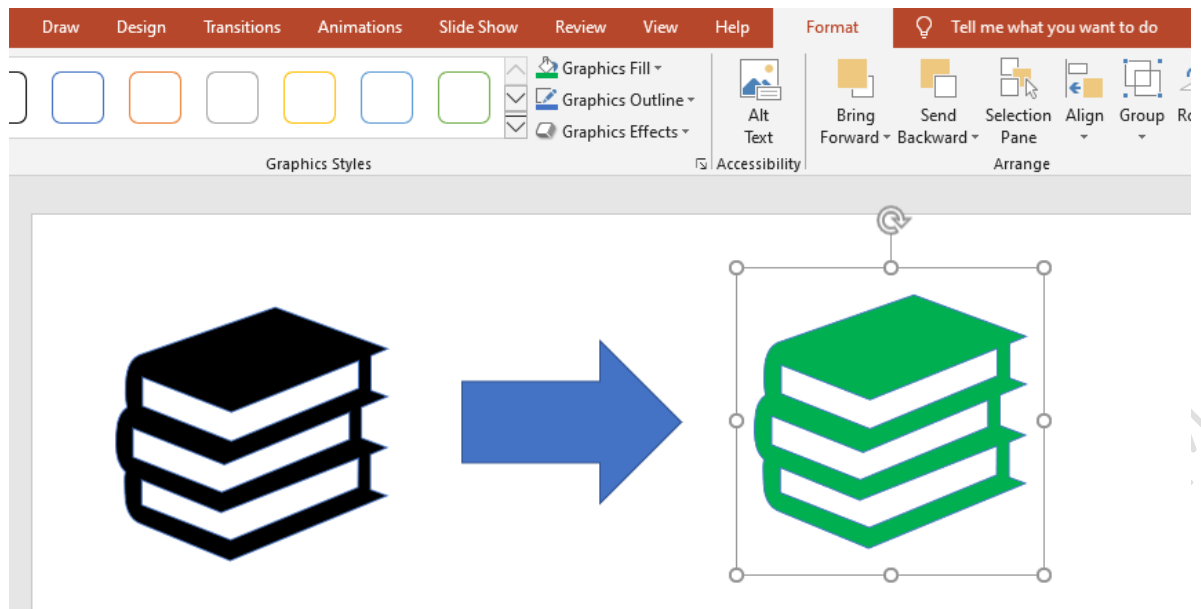 Draw Design Transitions Animations Slide Show Review View Help Format Tell me what you want to do
Graphics Fill
Graphics Outline
Graphics Effects
Graphics Styles
Alt
Text
Accessibility
Bring
Forward
Send
Backward
Selection
Pane
Align
Group
Arrange